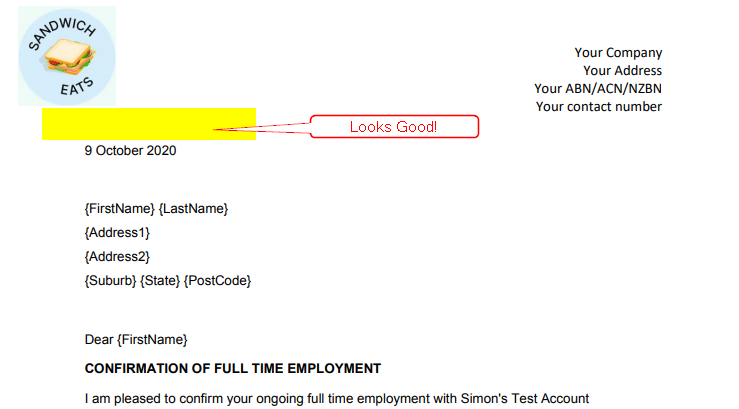 SANDWICH
EATS
Your Company
Your Address
Your ABN/ACN/NZBN
Your contact number
Looks Good!
9 October 2020
{FirstName} {LastName}
{Address1}
{Address2}
{Suburb} {State} {PostCode}
Dear {FirstName}
CONFIRMATION OF FULL TIME EMPLOYMENT
I am pleased to confirm your ongoing full time employment with Simon's Test Account